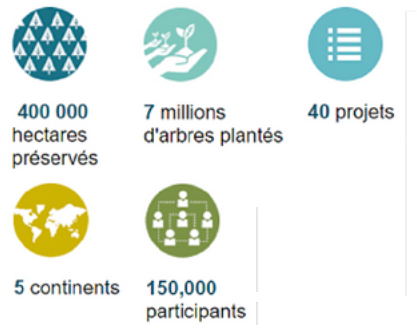 400 000
hectares
préservés
7 millions
d'arbres plantés
40 projets
5 continents
150,000
participants